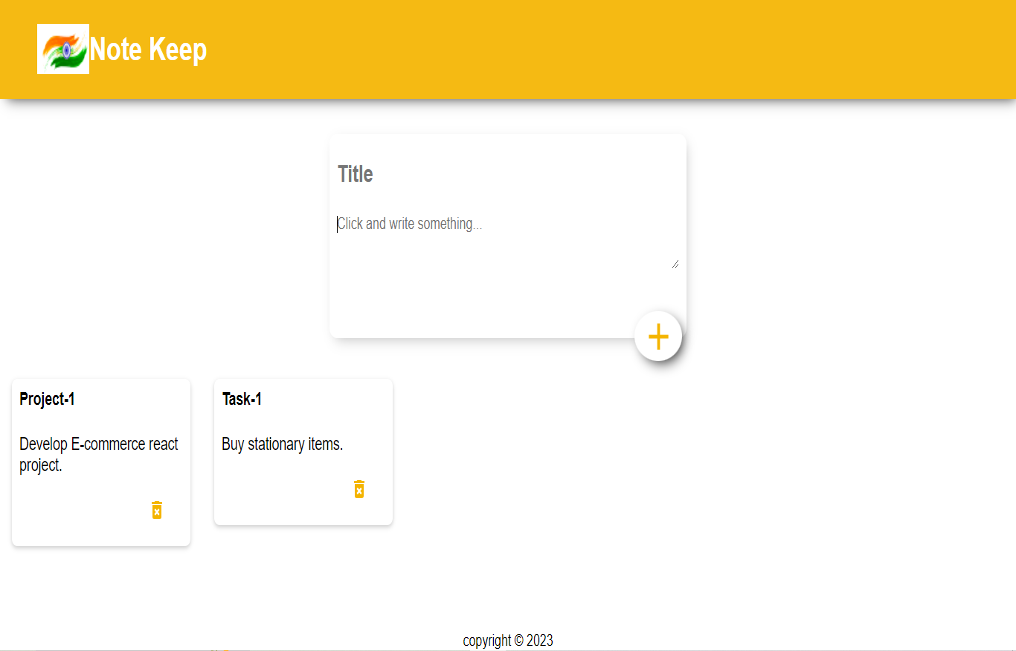 Note Keep
Title
Click and write something...
Project-1
Develop E-commerce react
project.
Task-1
Buy stationary items.
copyright © 2023